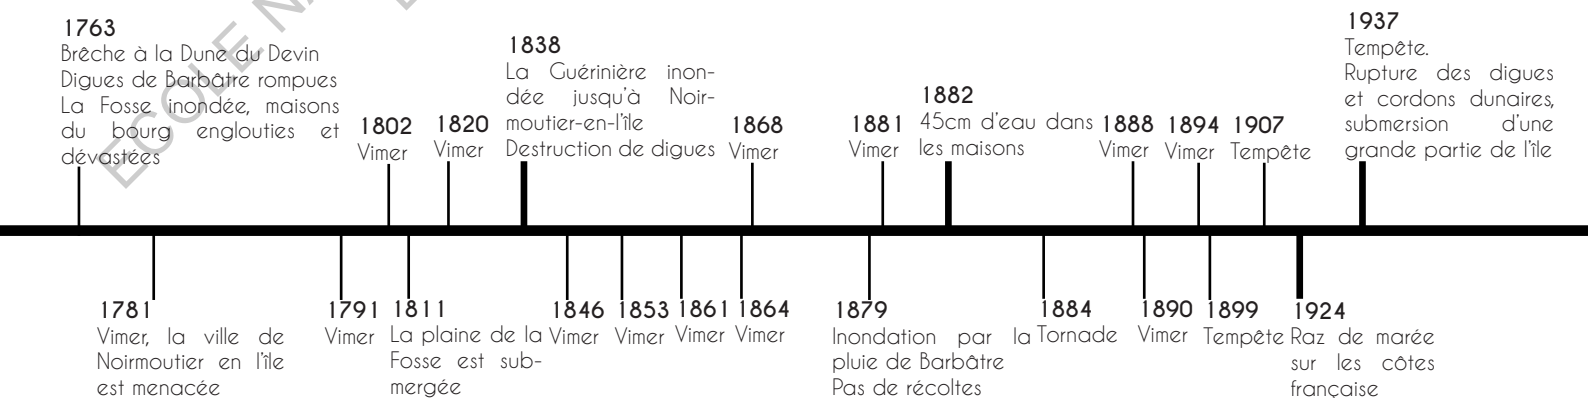 ECOLE NA
1763
Brêche à la Dune du Devin
Digues de Barbâtre rompues
La Fosse inondée, maisons
du bourg englouties et
dévastées
1802
Vimer
1820
Vimer
1838
La Guérinière inon-
dée jusqu'à Noir-
moutier-en-l'île
Destruction de digues
1868
Vimer
1881
Vimer
1882
45cm d'eau dans
les maisons
1888
Vimer
1894
Vimer
1907
Tempête
1937
Tempête.
Rupture des digues
et cordons dunaires,
submersion d'une
grande partie de l'île
1781
Vimer, la ville de
Noirmoutier en l'île
est menacée
1791
Vimer
1811
La plaine de la
Fosse est sub-
mergée
1846
Vimer
1853
Vimer
1861
Vimer
1864
Vimer
1879
Inondation par la
pluie de Barbâtre
Pas de récoltes
1884
Tornade
1890
Vimer
1899
Tempête
1924
Raz de marée
sur les côtes
française